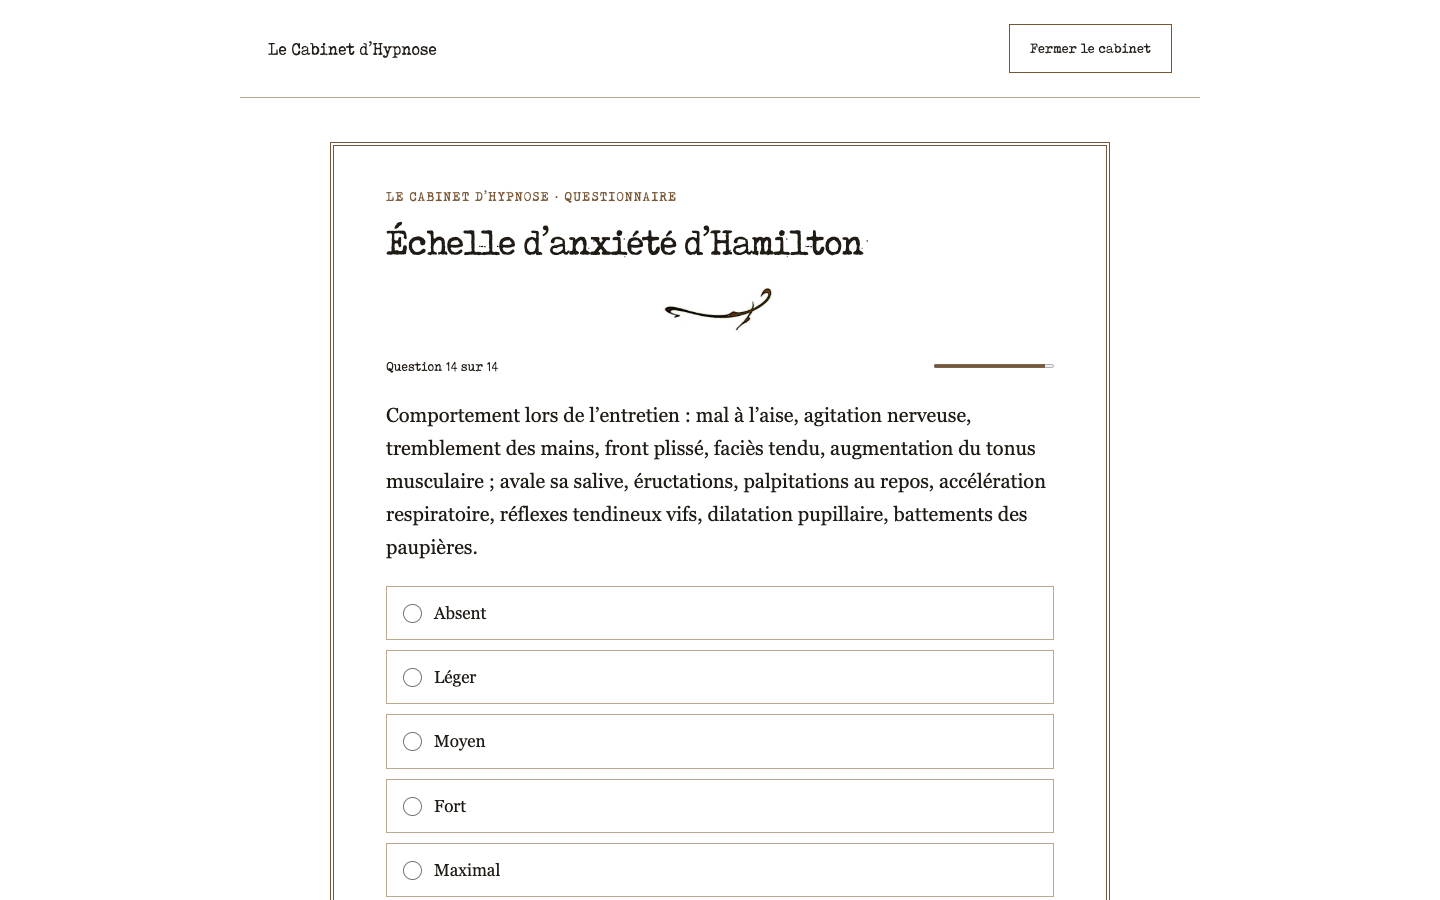 Le Cabinet d’Hypnose
Fermer le cabinet
LE CABINET D’HYPNOSE · QUESTIONNAIRE
Échelle d’anxiété d’Hamilton
Question 14 sur 14
Comportement lors de l’entretien : mal à l’aise, agitation nerveuse,
tremblement des mains, front plissé, faciès tendu, augmentation du tonus
musculaire ; avale sa salive, éructations, palpitations au repos, accélération
respiratoire, réflexes tendineux vifs, dilatation pupillaire, battements des
paupières.
Absent
Léger
Moyen
Fort
Maximal